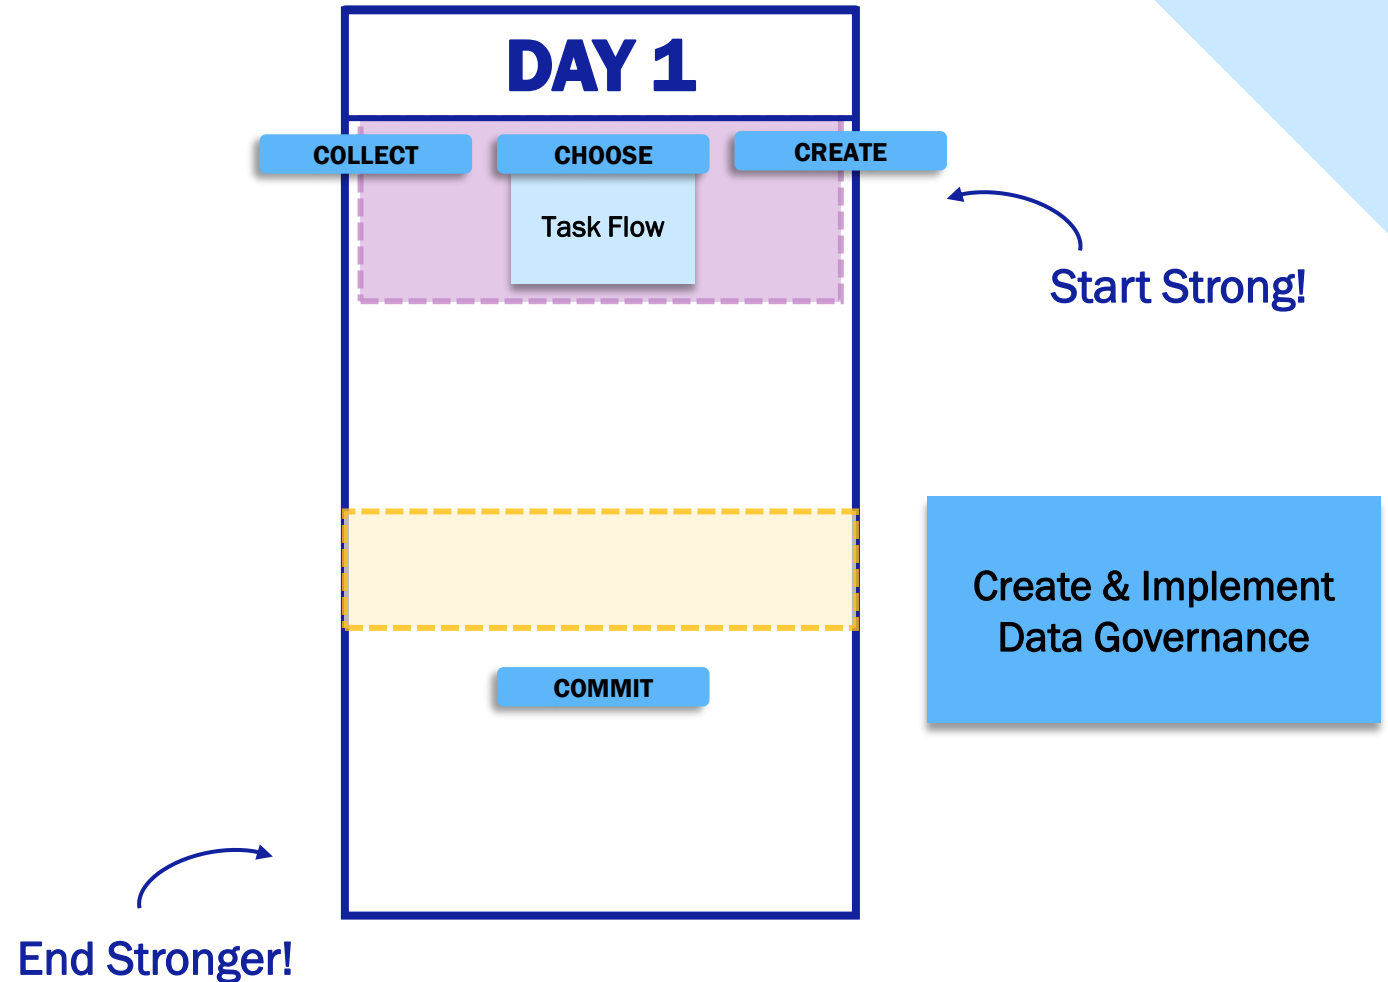 DAY 1
COLLECT
CHOOSE
CREATE
Task Flow
Start Strong!
Create & Implement
Data Governance
COMMIT
End Stronger!